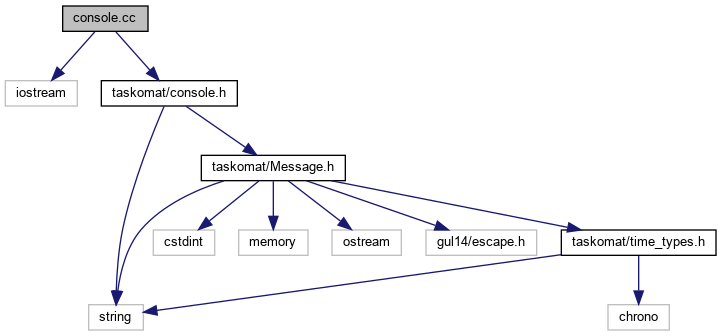 console.cc
iostream
taskomat/console.h
taskomat/Message.h
cstdint
memory
ostream
gul14/escape.h
taskomat/time_types.h
string
chrono